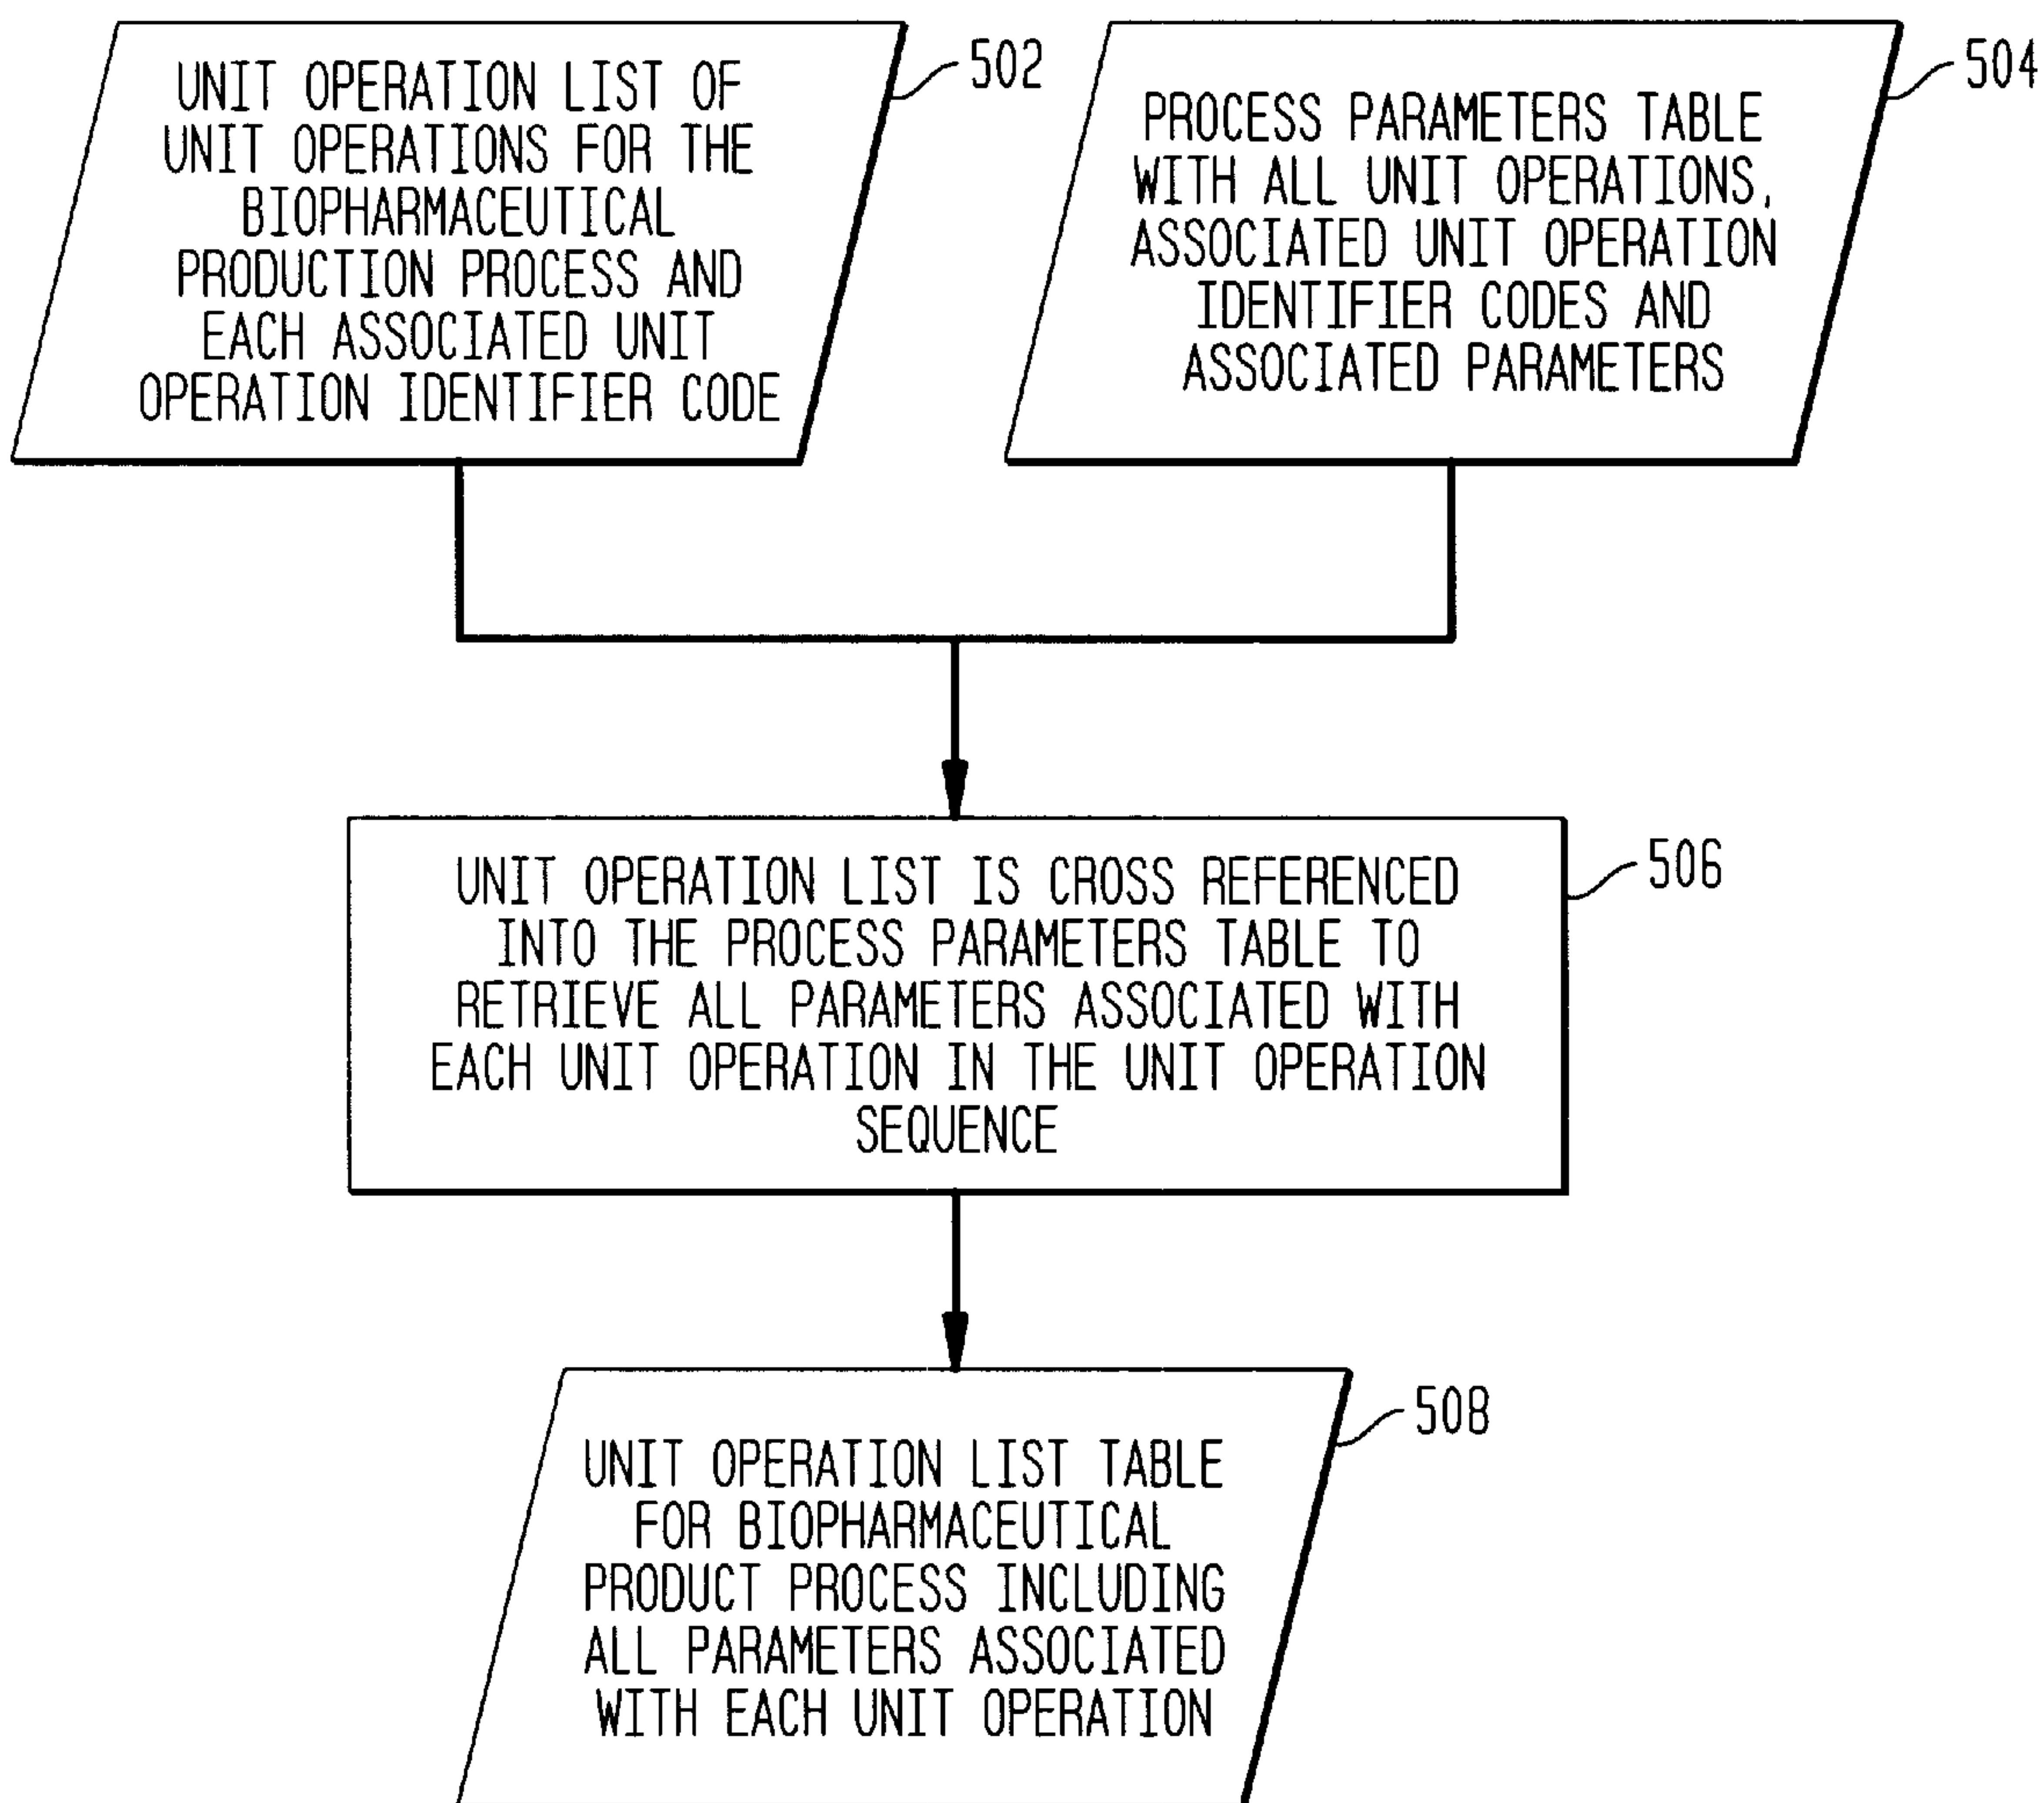 UNIT OPERATION LIST OF
UNIT OPERATIONS FOR THE
BIOPHARMACEUTICAL
PRODUCTION PROCESS AND
EACH ASSOCIATED UNIT
OPERATION IDENTIFIER CODE
502
PROCESS PARAMETERS TABLE
WITH ALL UNIT OPERATIONS,
ASSOCIATED UNIT OPERATION
IDENTIFIER CODES AND
ASSOCIATED PARAMETERS
504
UNIT OPERATION LIST IS CROSS REFERENCED
INTO THE PROCESS PARAMETERS TABLE TO
RETRIEVE ALL PARAMETERS ASSOCIATED WITH
EACH UNIT OPERATION IN THE UNIT OPERATION
SEQUENCE
506
UNIT OPERATION LIST TABLE
FOR BIOPHARMACEUTICAL
PRODUCT PROCESS INCLUDING
ALL PARAMETERS ASSOCIATED
WITH EACH UNIT OPERATION
508